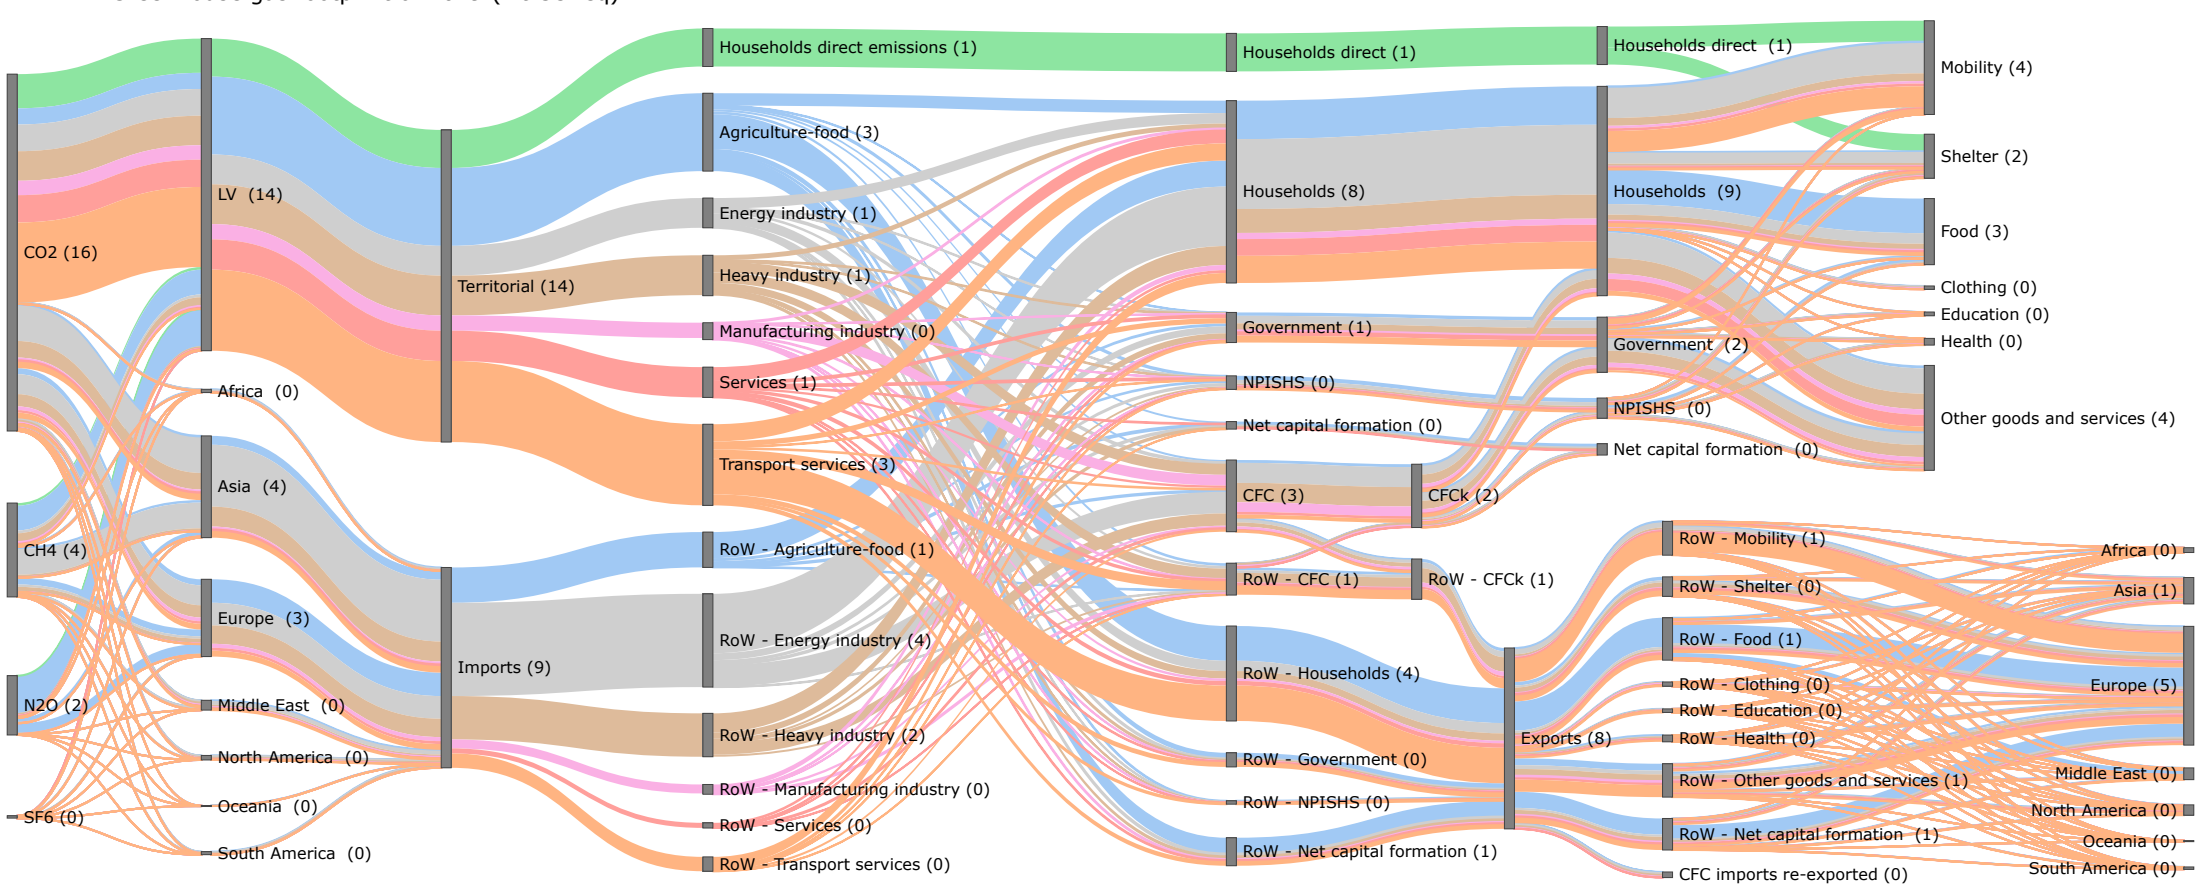 CO2 (16)
CH4 (4)
N2O (2)
SF6 (0)
LV (14)
Africa (0)
Asia (4)
Europe (3)
Middle East (0)
North America (0)
Oceania (0)
South America (0)
Territorial (14)
Imports (9)
Households direct emissions (1)
Agriculture-food (3)
Energy industry (1)
Heavy industry (1)
Manufacturing industry (0)
Services (1)
Transport services (3)
RoW - Agriculture-food (1)
RoW - Energy industry (4)
RoW - Heavy industry (2)
RoW - Manufacturing industry (0)
RoW - Services (0)
RoW - Transport services (0)
Households direct (1)
Households (8)
Government (1)
NPISHS (0)
Net capital formation (0)
CFC (3)
RoW - CFC (1)
RoW - Households (4)
RoW - Government (0)
RoW - NPISHS (0)
RoW - Net capital formation (1)
CFCk (2)
RoW - CFCk (1)
Exports (8)
Households direct (1)
Households (9)
Government (2)
NPISHS (0)
Net capital formation (0)
RoW - Mobility (1)
RoW - Shelter (0)
RoW - Food (1)
RoW - Clothing (0)
RoW - Education (0)
RoW - Health (0)
RoW - Other goods and services (1)
RoW - Net capital formation (1)
CFC imports re-exported (0)
Mobility (4)
Shelter (2)
Food (3)
Clothing (0)
Education (0)
Health (0)
Other goods and services (4)
Africa (0)
Asia (1)
Europe (5)
Middle East (0)
North America (0)
Oceania (0)
South America (0)